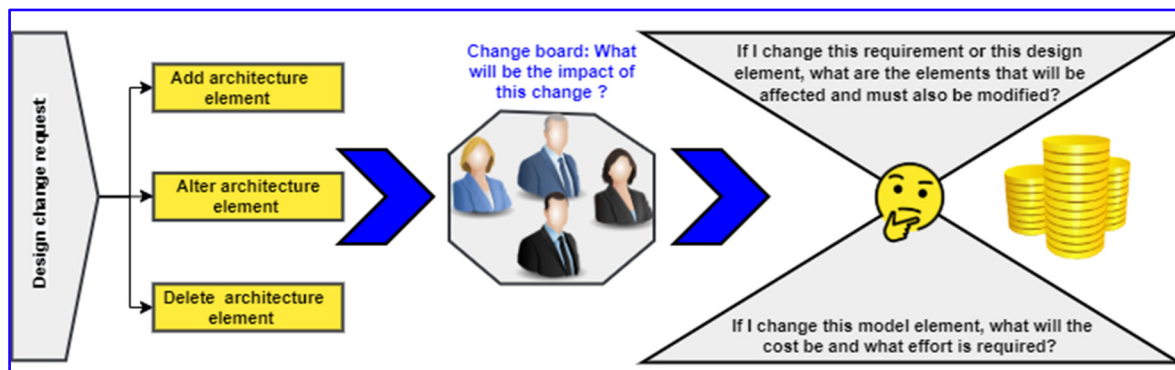 Design change request
Add architecture
element
Alter architecture
element
Delete architecture
element
Change board: What
will be the impact of
this change ?
If I change this requirement or this design
element, what are the elements that will be
affected and must also be modified?
If I change this model element, what will the
cost be and what effort is required?